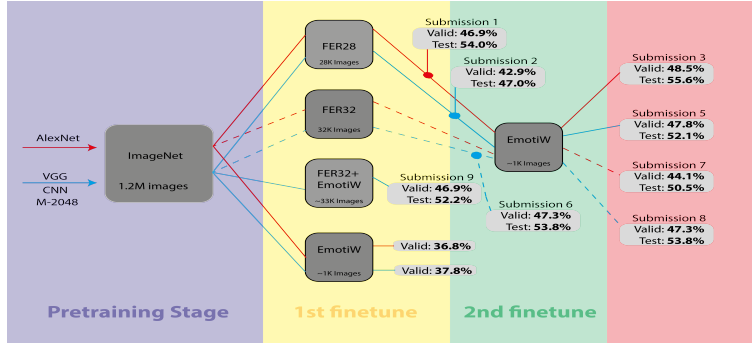 AlexNet
VGG
CNN
M-2048
ImageNet
1.2M images
FER28
28K Images
FER32
32K Images
FER32+
EmotiW
~33K Images
EmotiW
~1K Images
Submission 1
Valid: 46.9%
Test: 54.0%
Submission 2
Valid: 42.9%
Test: 47.0%
Submission 9
Valid: 46.9%
Test: 52.2%
Submission 6
Valid: 47.3%
Test: 53.8%
Valid: 36.8%
Valid: 37.8%
EmotiW
~1K Images
Submission 3
Valid: 48.5%
Test: 55.6%
Submission 5
Valid: 47.8%
Test: 52.1%
Submission 7
Valid: 44.1%
Test: 50.5%
Submission 8
Valid: 47.3%
Test: 53.8%
Pretraining Stage
1st finetune
2nd finetune